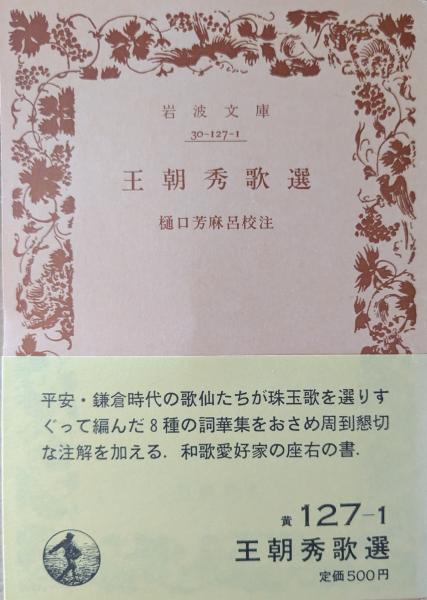 岩波文庫
30-127-1
王朝秀歌選
樋口芳麻呂校注
平安・鎌倉時代の歌仙たちが珠玉歌を選りす
ぐって編んだ8種の詞華集をおさめ周到懇切
な注解を加える．和歌愛好家の座右の書．
黄 127-1
王朝秀歌選
定価500円